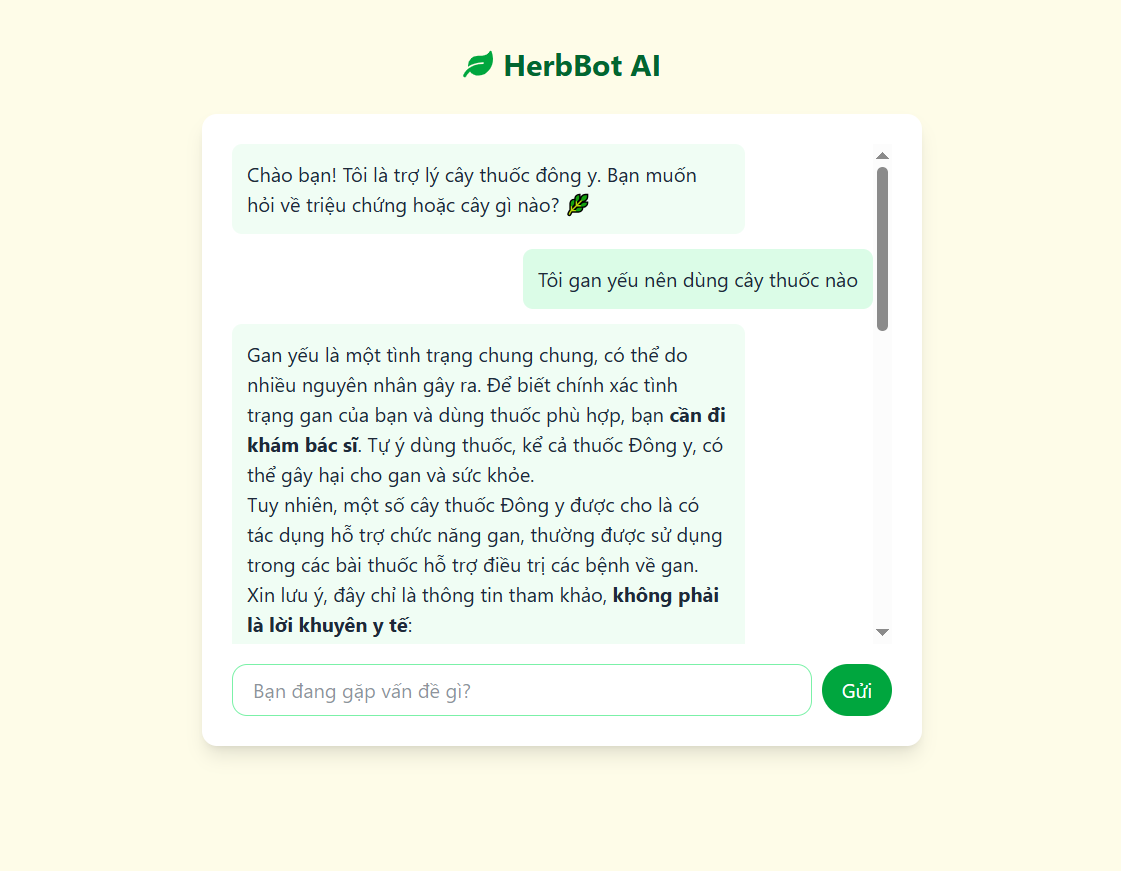 HerbBot AI
Chào bạn! Tôi là trợ lý cây thuốc đông y. Bạn muốn
hỏi về triệu chứng hoặc cây gì nào? 🌿
Tôi gan yếu nên dùng cây thuốc nào
Gan yếu là một tình trạng chung chung, có thể do
nhiều nguyên nhân gây ra. Để biết chính xác tình
trạng gan của bạn và dùng thuốc phù hợp, bạn cần đi
khám bác sĩ. Tự ý dùng thuốc, kể cả thuốc Đông y, có
thể gây hại cho gan và sức khỏe.
Tuy nhiên, một số cây thuốc Đông y được cho là có
tác dụng hỗ trợ chức năng gan, thường được sử dụng
trong các bài thuốc hỗ trợ điều trị các bệnh về gan.
Xin lưu ý, đây chỉ là thông tin tham khảo, không phải
là lời khuyên y tế:
Bạn đang gặp vấn đề gì?
Gửi